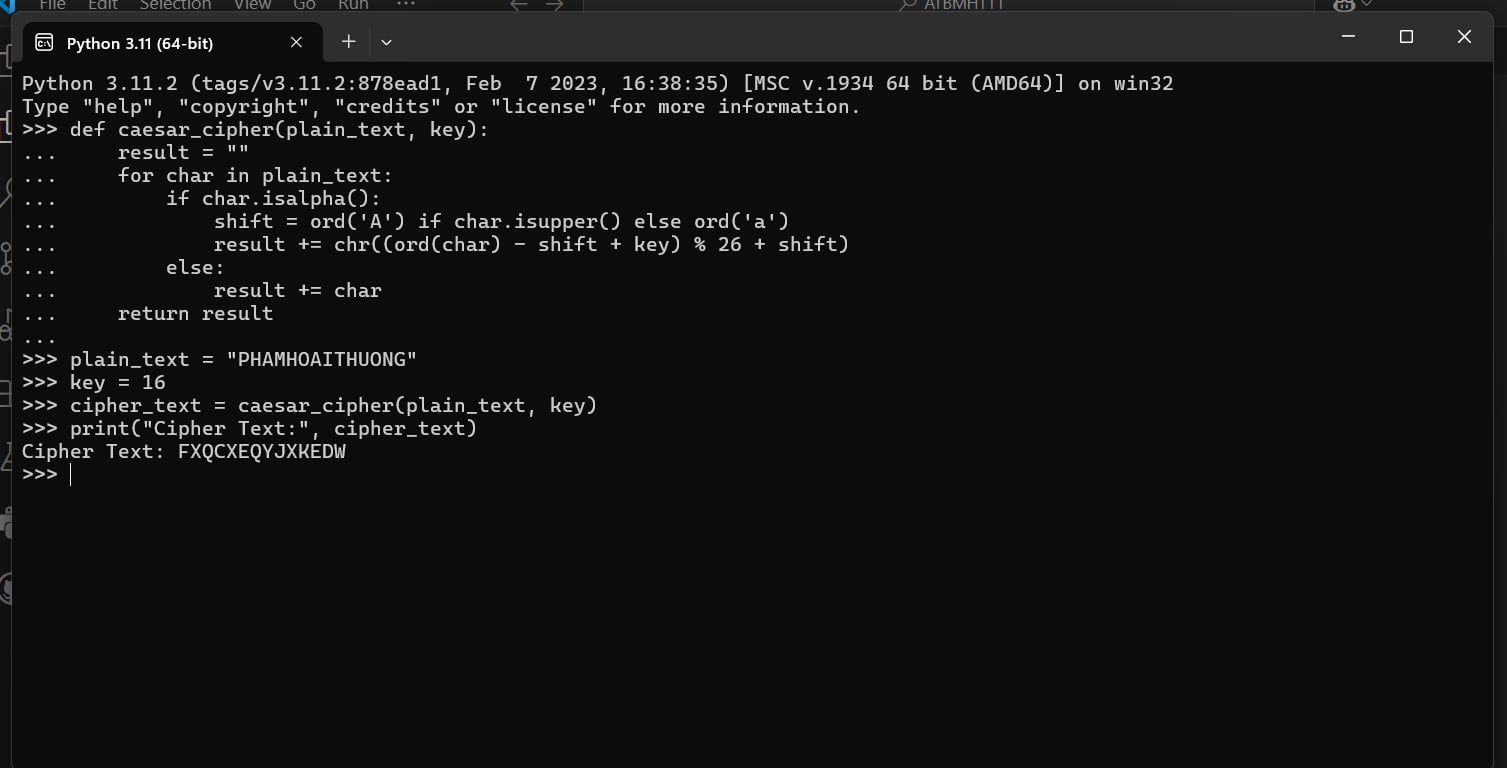 File Edit Selection View Go Run ... ATBMHTTT
Python 3.11 (64-bit)
Python 3.11.2 (tags/v3.11.2:878ead1, Feb  7 2023, 16:38:35) [MSC v.1934 64 bit (AMD64)] on win32
Type "help", "copyright", "credits" or "license" for more information.
>>> def caesar_cipher(plain_text, key):
...     result = ""
...     for char in plain_text:
...         if char.isalpha():
...             shift = ord('A') if char.isupper() else ord('a')
...             result += chr((ord(char) - shift + key) % 26 + shift)
...         else:
...             result += char
...     return result
...
>>> plain_text = "PHAMHOAITHUONG"
>>> key = 16
>>> cipher_text = caesar_cipher(plain_text, key)
>>> print("Cipher Text:", cipher_text)
Cipher Text: FXQCXEQYJXKEDW
>>>